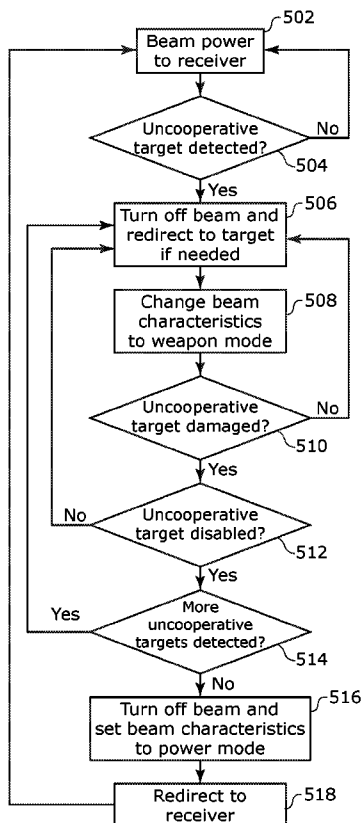 502
Beam power
to receiver
Uncooperative
target detected?
No
504
Yes
506
Turn off beam and
redirect to target
if needed
Change beam
characteristics
to weapon mode
508
Uncooperative
target damaged?
No
510
Yes
No
Uncooperative
target disabled?
512
Yes
Yes
More
uncooperative
targets detected?
514
No
516
Turn off beam and
set beam characteristics
to power mode
Redirect to
receiver
518